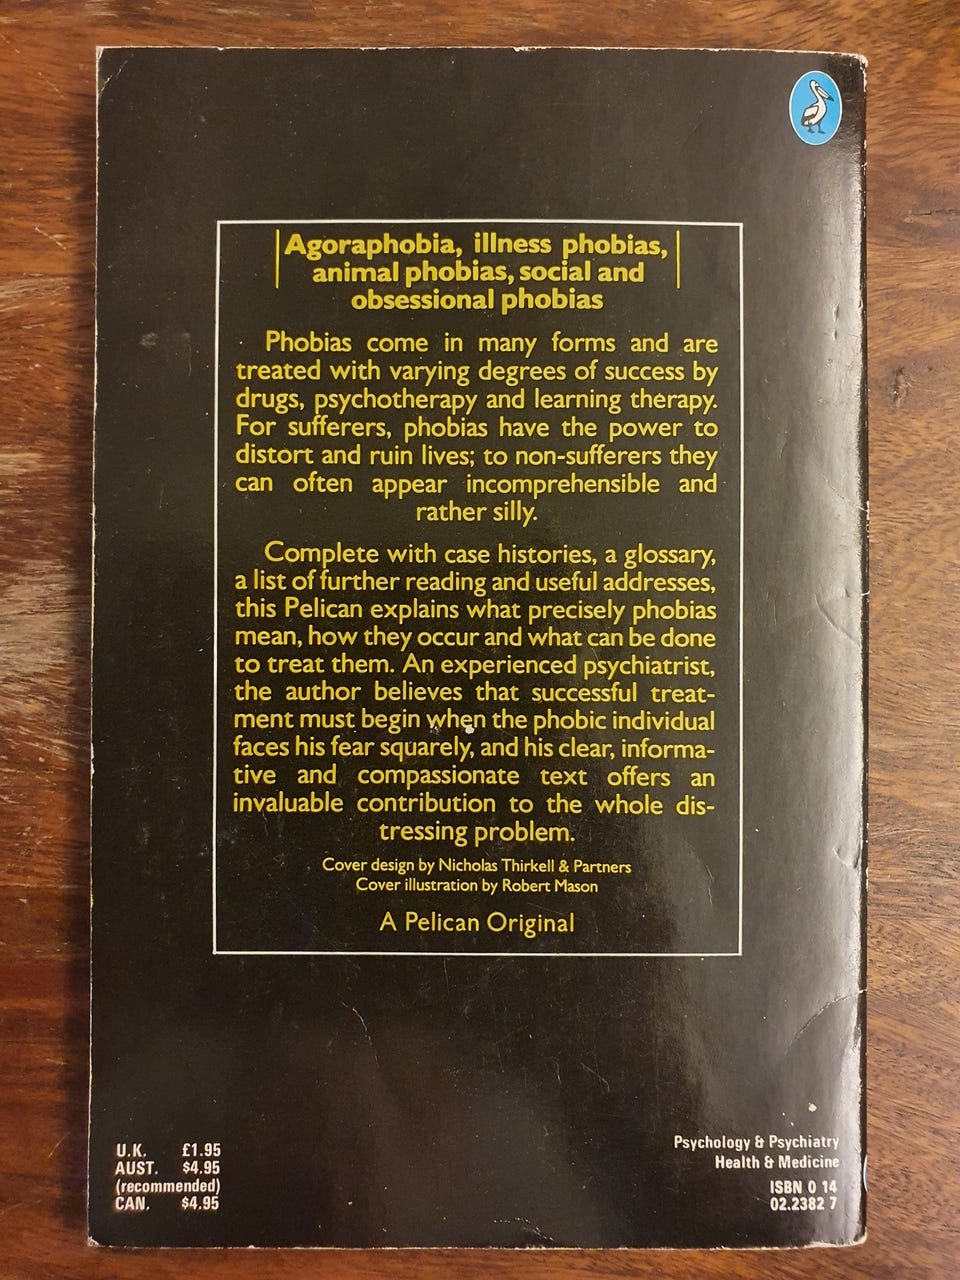 Agoraphobia, illness phobias,
animal phobias, social and
obsessional phobias
Phobias come in many forms and are
treated with varying degrees of success by
drugs, psychotherapy and learning therapy.
For sufferers, phobias have the power to
distort and ruin lives; to non-sufferers they
can often appear incomprehensible and
rather silly.
Complete with case histories, a glossary,
a list of further reading and useful addresses,
this Pelican explains what precisely phobias
mean, how they occur and what can be done
to treat them. An experienced psychiatrist,
the author believes that successful treat-
ment must begin when the phobic individual
faces his fear squarely, and his clear, informa-
tive and compassionate text offers an
invaluable contribution to the whole dis-
tressing problem.
Cover design by Nicholas Thirkell & Partners
Cover illustration by Robert Mason
A Pelican Original
U.K. £1.95
AUST. $4.95
(recommended)
CAN. $4.95
Psychology & Psychiatry
Health & Medicine
ISBN 0 14
02.2382 7